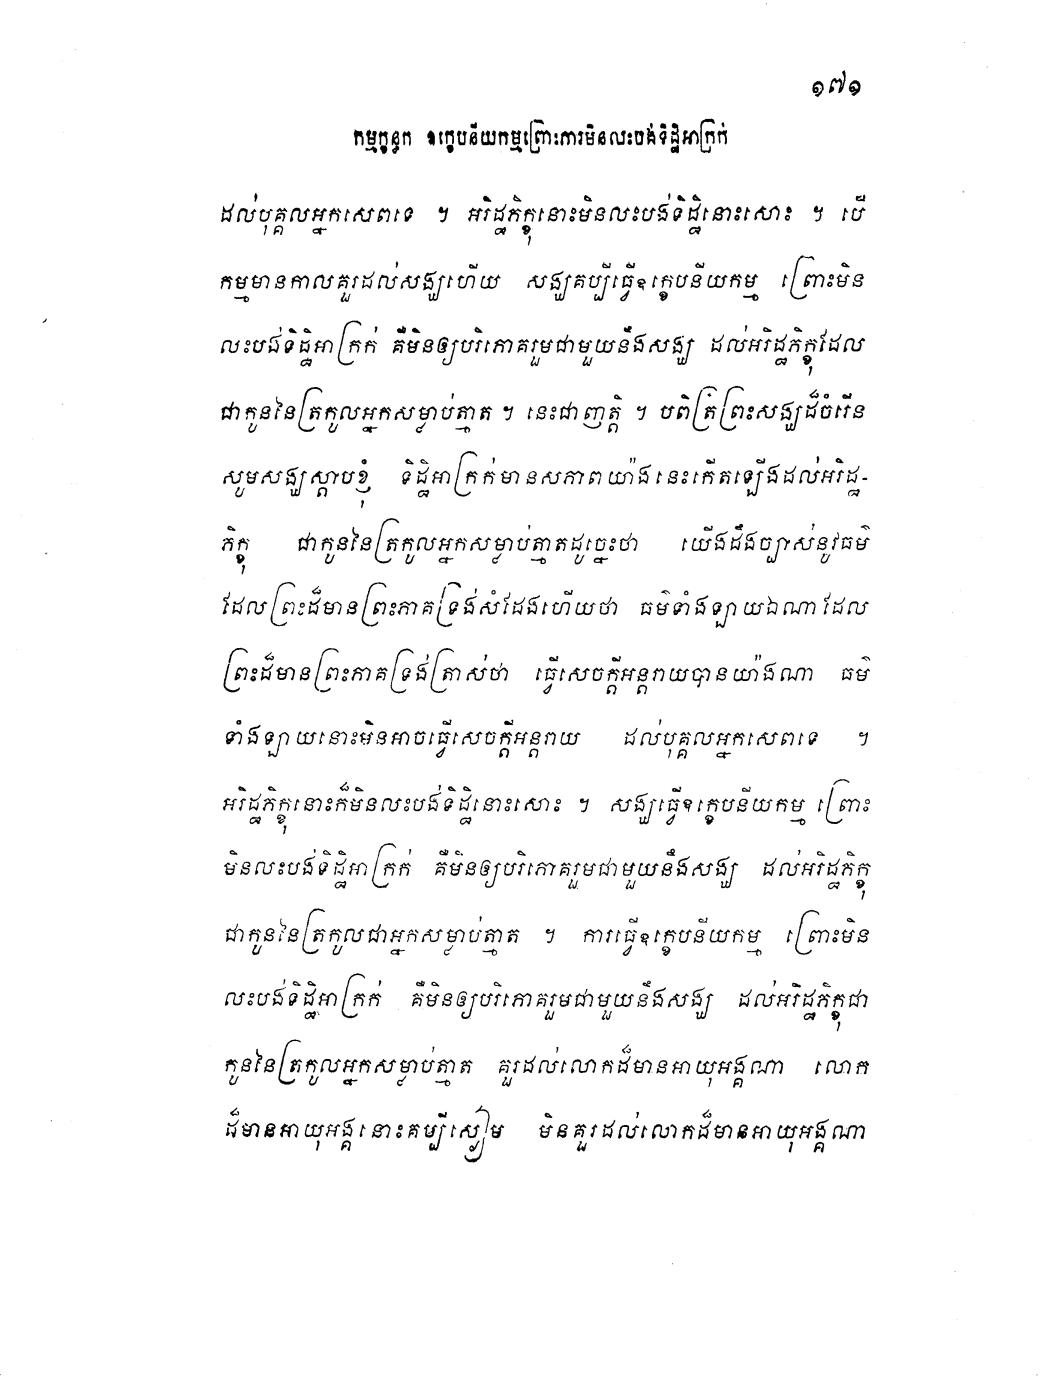 ១៧១
កម្មក្ខន្ធក ឧក្ខេបនីយកម្មព្រោះការមិនលះបង់ទិដ្ឋិអាក្រក់
ដល់បុគ្គលអ្នកសេពទេ ។ អរិដ្ឋភិក្ខុនោះមិនលះបង់ទិដ្ឋិនោះសោះ ។ បើ
កម្មមានកាលគួរដល់សង្ឃហើយ សង្ឃគប្បីធ្វើឧក្ខេបនីយកម្ម ព្រោះមិន
លះបង់ទិដ្ឋិអាក្រក់ គឺមិនឲ្យបរិភោគរួមជាមួយនឹងសង្ឃ ដល់អរិដ្ឋភិក្ខុដែល
ជាកូននៃត្រកូលអ្នកសម្លាប់ត្មាត ។ នេះជាញត្តិ ។ បពិត្រព្រះសង្ឃដ៏ចំរើន
សូមសង្ឃស្តាប់ខ្ញុំ ទិដ្ឋិអាក្រក់មានសភាពយ៉ាងនេះកើតឡើងដល់អរិដ្ឋ-
ភិក្ខុ ជាកូននៃត្រកូលអ្នកសម្លាប់ត្មាតដូច្នេះថា យើងដឹងច្បាស់នូវធម៌
ដែលព្រះដ៏មានព្រះភាគទ្រង់សំដែងហើយថា ធម៌ទាំងឡាយឯណាដែល
ព្រះដ៏មានព្រះភាគទ្រង់ត្រាស់ថា ធ្វើសេចក្តីអន្តរាយបានយ៉ាងណា ធម៌
ទាំងឡាយនោះមិនអាចធ្វើសេចក្តីអន្តរាយ ដល់បុគ្គលអ្នកសេពទេ ។
អរិដ្ឋភិក្ខុនោះក៏មិនលះបង់ទិដ្ឋិនោះសោះ ។ សង្ឃធ្វើឧក្ខេបនីយកម្ម ព្រោះ
មិនលះបង់ទិដ្ឋិអាក្រក់ គឺមិនឲ្យបរិភោគរួមជាមួយនឹងសង្ឃ ដល់អរិដ្ឋភិក្ខុ
ជាកូននៃត្រកូលជាអ្នកសម្លាប់ត្មាត ។ ការធ្វើឧក្ខេបនីយកម្ម ព្រោះមិន
លះបង់ទិដ្ឋិអាក្រក់ គឺមិនឲ្យបរិភោគរួមជាមួយនឹងសង្ឃ ដល់អរិដ្ឋភិក្ខុជា
កូននៃត្រកូលអ្នកសម្លាប់ត្មាត គួរដល់លោកដ៏មានអាយុអង្គណា លោក
ដ៏មានអាយុអង្គនោះគប្បីស្ងៀម មិនគួរដល់លោកដ៏មានអាយុអង្គណា